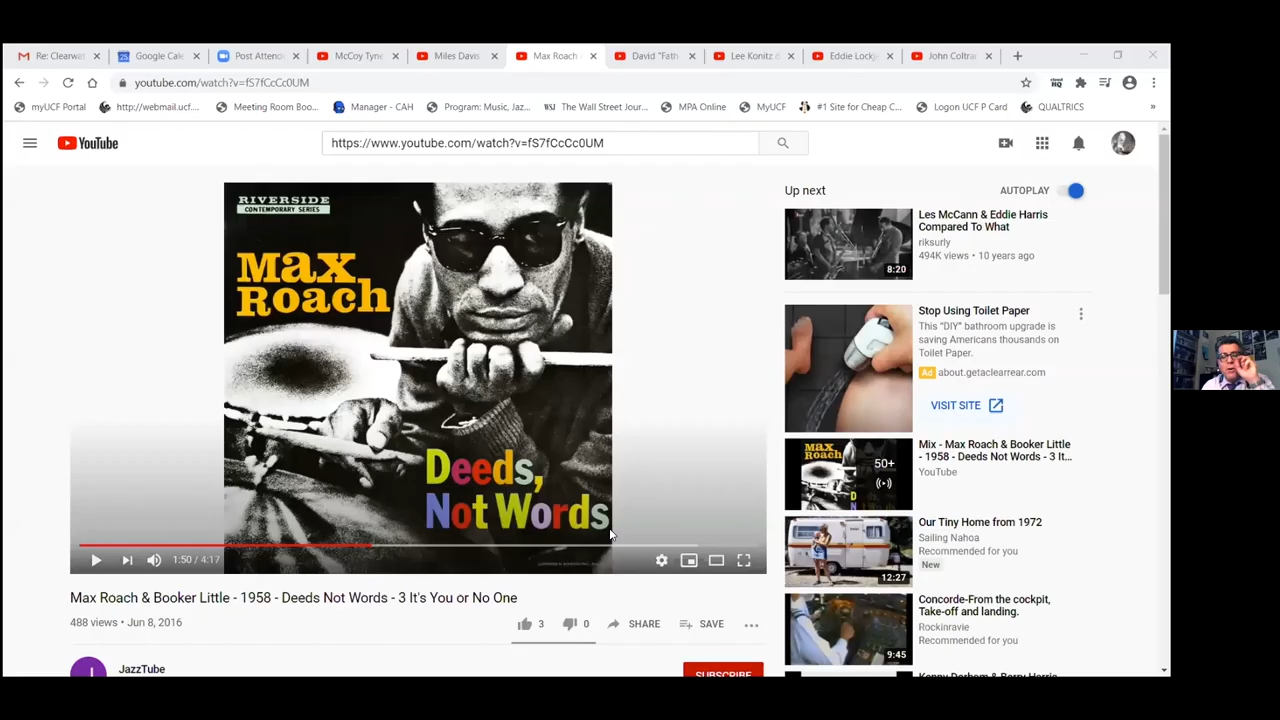 Re: Clearwat
Google Cale
Post Attend
McCoy Tyne
Miles Davis
Max Roach
David "Fath
Lee Konitz d
Eddie Lockj
John Coltran
youtube.com/watch?v=fS7fCcCc0UM
myUCF Portal
http://webmail.ucf....
Meeting Room Boo...
Manager - CAH
Program: Music, Jaz...
WSJ
The Wall Street Jour...
MPA Online
MyUCF
#1 Site for Cheap C...
Logon UCF P Card
QUALTRICS
YouTube
https://www.youtube.com/watch?v=fS7fCcCc0UM
RIVERSIDE
CONTEMPORARY SERIES
Max
Roach
Deeds,
Not Words
1:50 / 4:17
Max Roach & Booker Little - 1958 - Deeds Not Words - 3 It's You or No One
488 views • Jun 8, 2016
3
0
SHARE
SAVE
JazzTube
SUBSCRIBE
Up next
AUTOPLAY
8:20
Les McCann & Eddie Harris
Compared To What
riksurly
494K views • 10 years ago
Stop Using Toilet Paper
This "DIY" bathroom upgrade is
saving Americans thousands on
Toilet Paper.
Ad about.getaclearrear.com
VISIT SITE
MAX
ROACH
50+
Mix - Max Roach & Booker Little
- 1958 - Deeds Not Words - 3 It...
YouTube
12:27
Our Tiny Home from 1972
Sailing Nahoa
Recommended for you
New
9:45
Concorde-From the cockpit,
Take-off and landing.
Rockinravie
Recommended for you
Kenny Dorham & Barry Harris